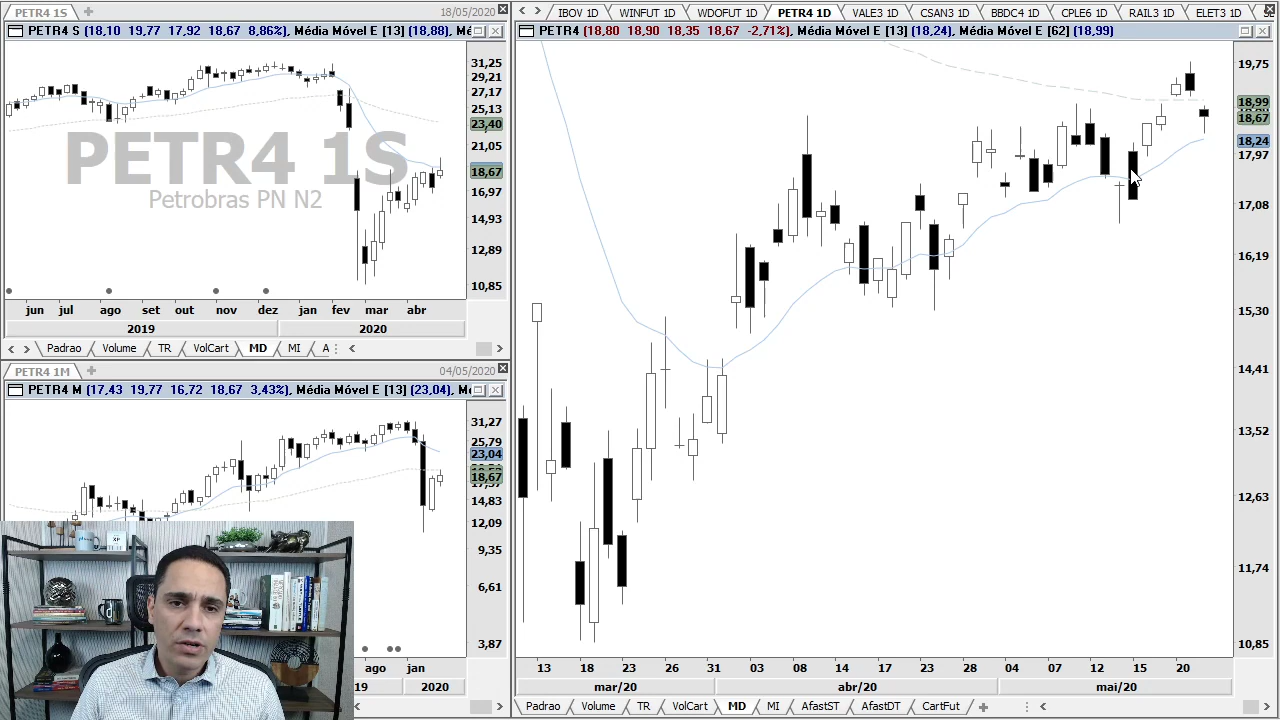 PETR4 1S
18/05/2020
PETR4 S (18,10 19,77 17,92 18,67 8,86%), Média Móvel E [13] (18,88), Mé
31,25
29,21
27,17
25,13
23,40
21,05
18,67
16,97
14,93
12,89
10,85
PETR4 1S
Petrobras PN N2
jun jul ago set out nov dez jan fev mar abr
2019 2020
Padrao Volume TR VolCart MD MI A
PETR4 1M
04/05/2020
PETR4 M (17,43 19,77 16,72 18,67 3,43%), Média Móvel E [13] (23,04), Mé
31,27
25,79
23,04
18,67
14,83
12,09
9,35
6,61
3,87
ago jan
19 2020
XP
IBOV 1D WINFUT 1D WDOFUT 1D PETR4 1D VALE3 1D CSAN3 1D BBDC4 1D CPLE6 1D RAIL3 1D ELET3 1D
PETR4 (18,80 18,90 18,35 18,67 -2,71%), Média Móvel E [13] (18,24), Média Móvel E [62] (18,99)
19,75
18,99
18,67
18,24
17,97
17,08
16,19
15,30
14,41
13,52
12,63
11,74
10,85
13 18 23 26 31 03 08 14 17 23 28 04 07 12 15 20
mar/20 abr/20 mai/20
Padrao Volume TR VolCart MD MI AfastST AfastDT CartFut